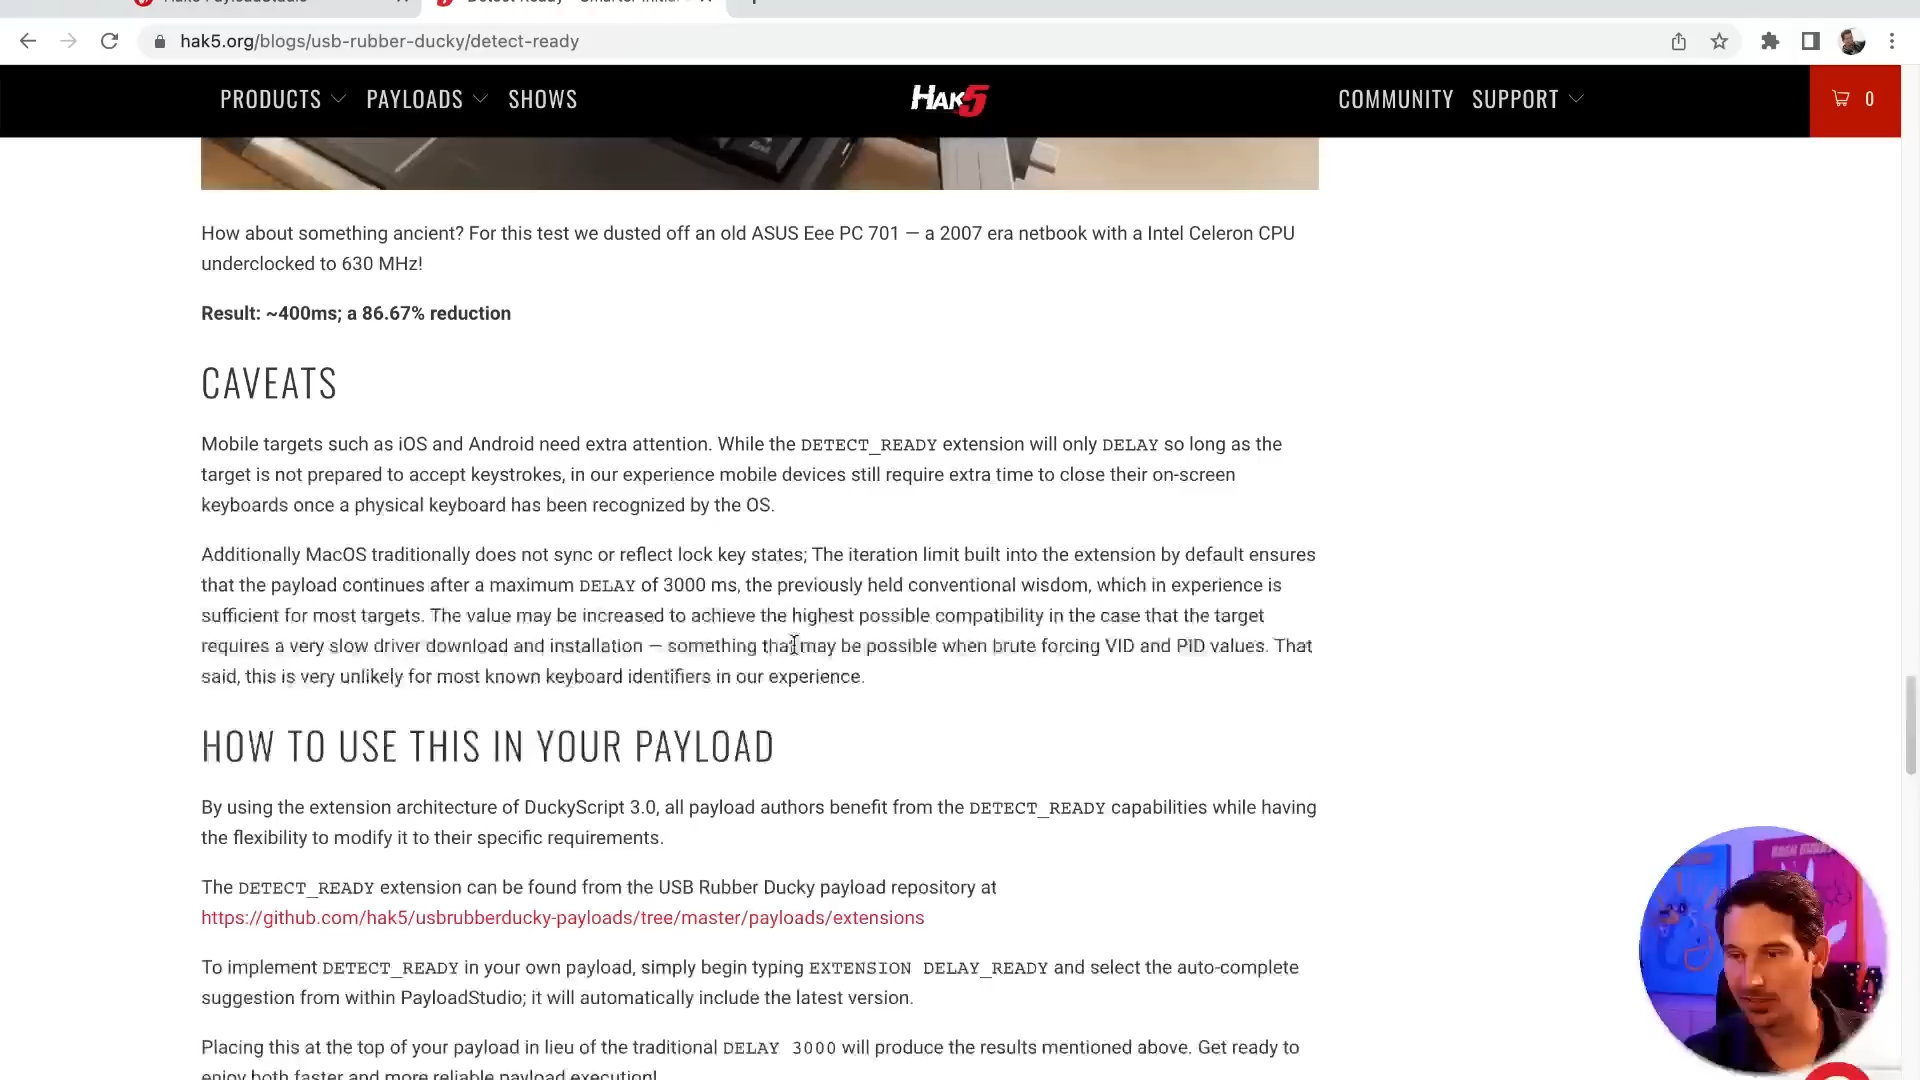 hak5.org/blogs/usb-rubber-ducky/detect-ready
PRODUCTS PAYLOADS SHOWS HAK5 COMMUNITY SUPPORT 0
How about something ancient? For this test we dusted off an old ASUS Eee PC 701 — a 2007 era netbook with a Intel Celeron CPU
underclocked to 630 MHz!
Result: ~400ms; a 86.67% reduction
CAVEATS
Mobile targets such as iOS and Android need extra attention. While the DETECT_READY extension will only DELAY so long as the
target is not prepared to accept keystrokes, in our experience mobile devices still require extra time to close their on-screen
keyboards once a physical keyboard has been recognized by the OS.
Additionally MacOS traditionally does not sync or reflect lock key states; The iteration limit built into the extension by default ensures
that the payload continues after a maximum DELAY of 3000 ms, the previously held conventional wisdom, which in experience is
sufficient for most targets. The value may be increased to achieve the highest possible compatibility in the case that the target
requires a very slow driver download and installation — something that may be possible when brute forcing VID and PID values. That
said, this is very unlikely for most known keyboard identifiers in our experience.
HOW TO USE THIS IN YOUR PAYLOAD
By using the extension architecture of DuckyScript 3.0, all payload authors benefit from the DETECT_READY capabilities while having
the flexibility to modify it to their specific requirements.
The DETECT_READY extension can be found from the USB Rubber Ducky payload repository at
https://github.com/hak5/usbrubberducky-payloads/tree/master/payloads/extensions
To implement DETECT_READY in your own payload, simply begin typing EXTENSION DELAY_READY and select the auto-complete
suggestion from within PayloadStudio; it will automatically include the latest version.
Placing this at the top of your payload in lieu of the traditional DELAY 3000 will produce the results mentioned above. Get ready to
enjoy both faster and more reliable payload execution!